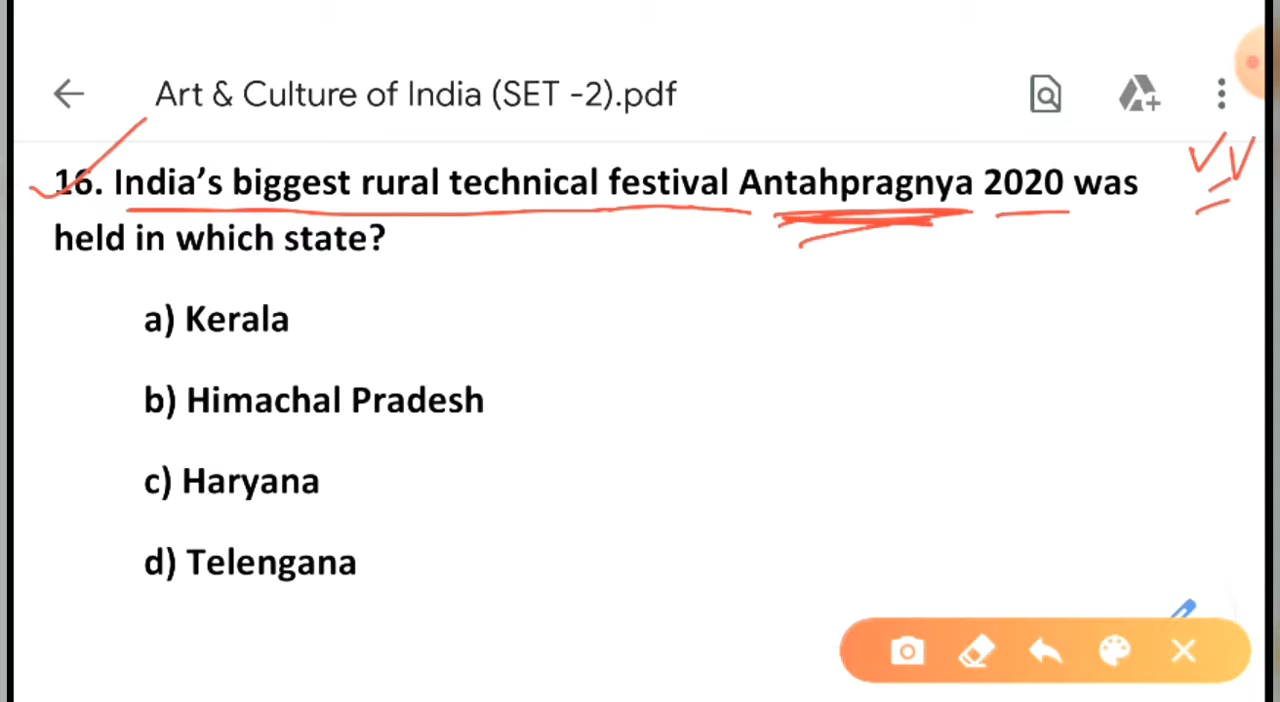 Art & Culture of India (SET -2).pdf
16. India's biggest rural technical festival Antahpragnya 2020 was
held in which state?
a) Kerala
b) Himachal Pradesh
c) Haryana
d) Telengana